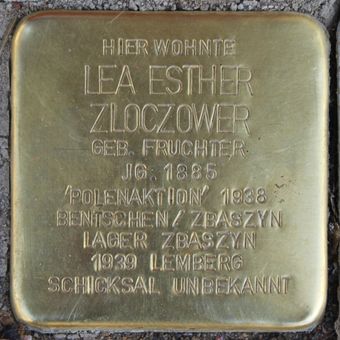 HIER WOHNTE
LEA ESTHER
ZLOCZOWER
GEB. FRUCHTER
JG. 1885
'POLENAKTION' 1938
BENTSCHEN / ZBASZYN
LAGER ZBASZYN
1939 LEMBERG
SCHICKSAL UNBEKANNT